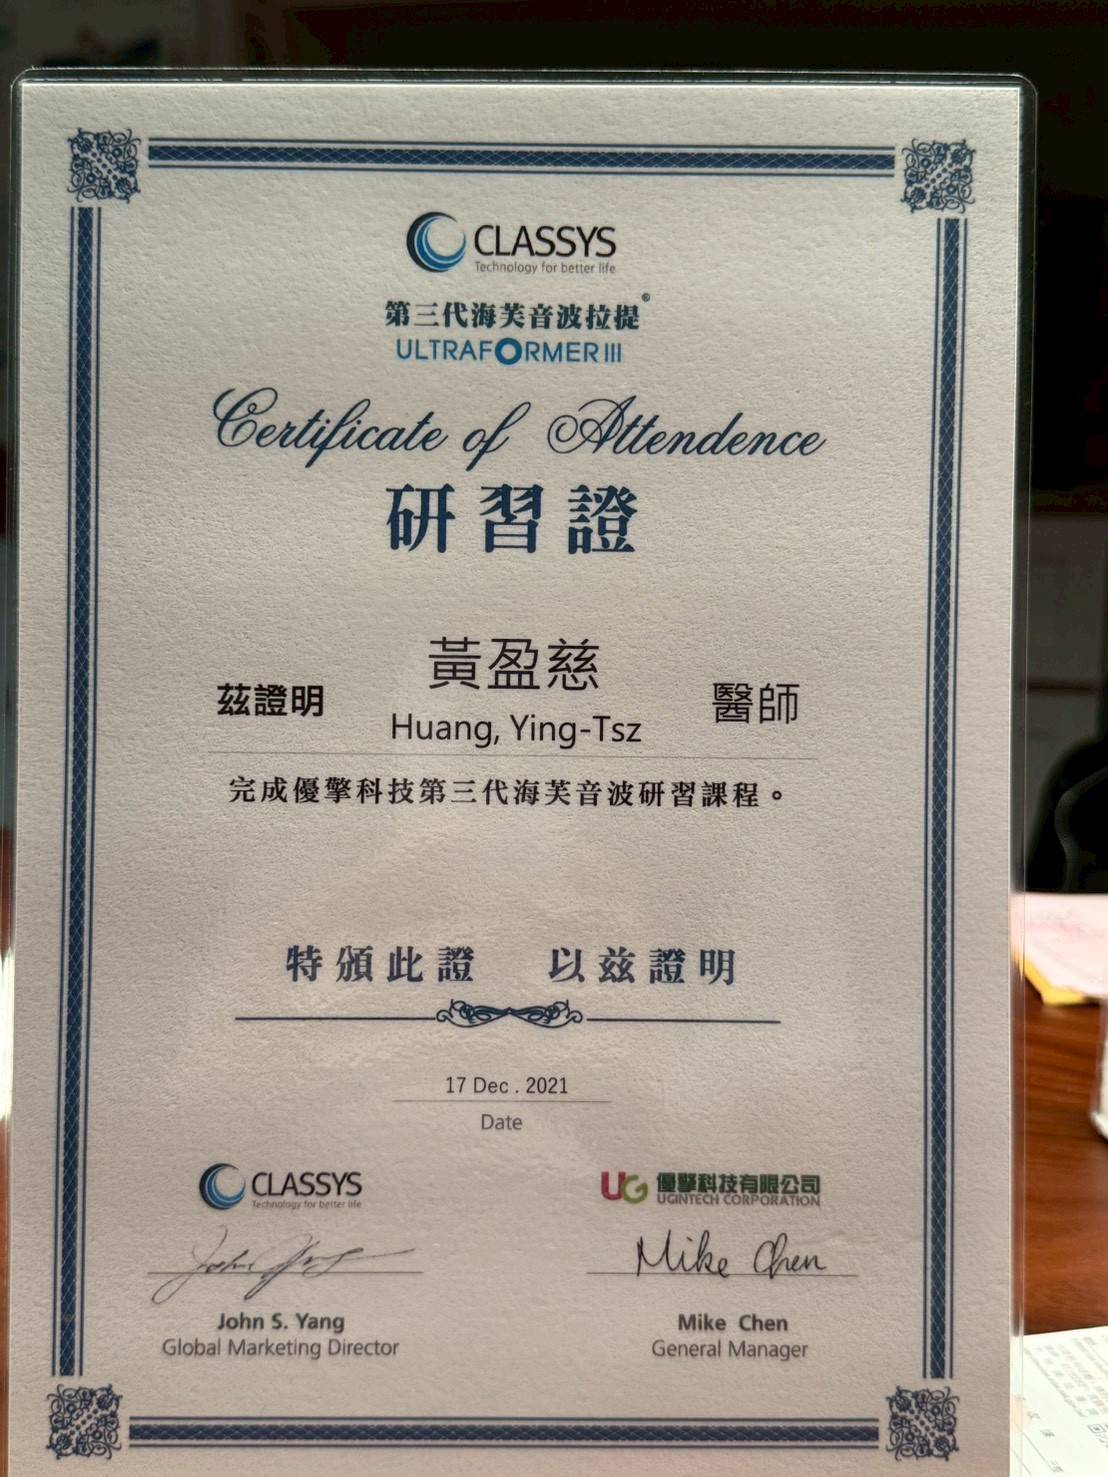 CLASSYS
Technology for better life
第三代海芙音波拉提®
ULTRAFORMER III
Certificate of Attendence
研習證
黃盈慈
茲證明 醫師
Huang, Ying-Tsz
完成優擎科技第三代海芙音波研習課程。
特頒此證 以茲證明
17 Dec . 2021
Date
CLASSYS
Technology for better life
UG 優擎科技有限公司
UGINTECH CORPORATION
Mike Chen
John S. Yang
Global Marketing Director
Mike Chen
General Manager